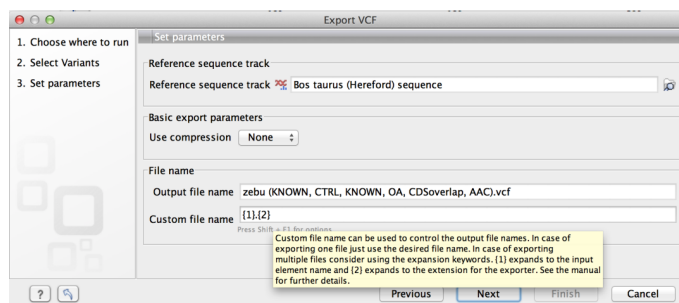 Export VCF
1. Choose where to run
2. Select Variants
3. Set parameters
Set parameters
Reference sequence track
Reference sequence track Bos taurus (Hereford) sequence
Basic export parameters
Use compression None
File name
Output file name zebu (KNOWN, CTRL, KNOWN, OA, CDSoverlap, AAC).vcf
Custom file name {1}.{2}
Press Shift + F1 for options
Custom file name can be used to control the output file names. In case of
exporting one file just use the desired file name. In case of exporting
multiple files consider using the expansion keywords. {1} expands to the input
element name and {2} expands to the extension for the exporter. See the manual
for further details.
? Previous Next Finish Cancel